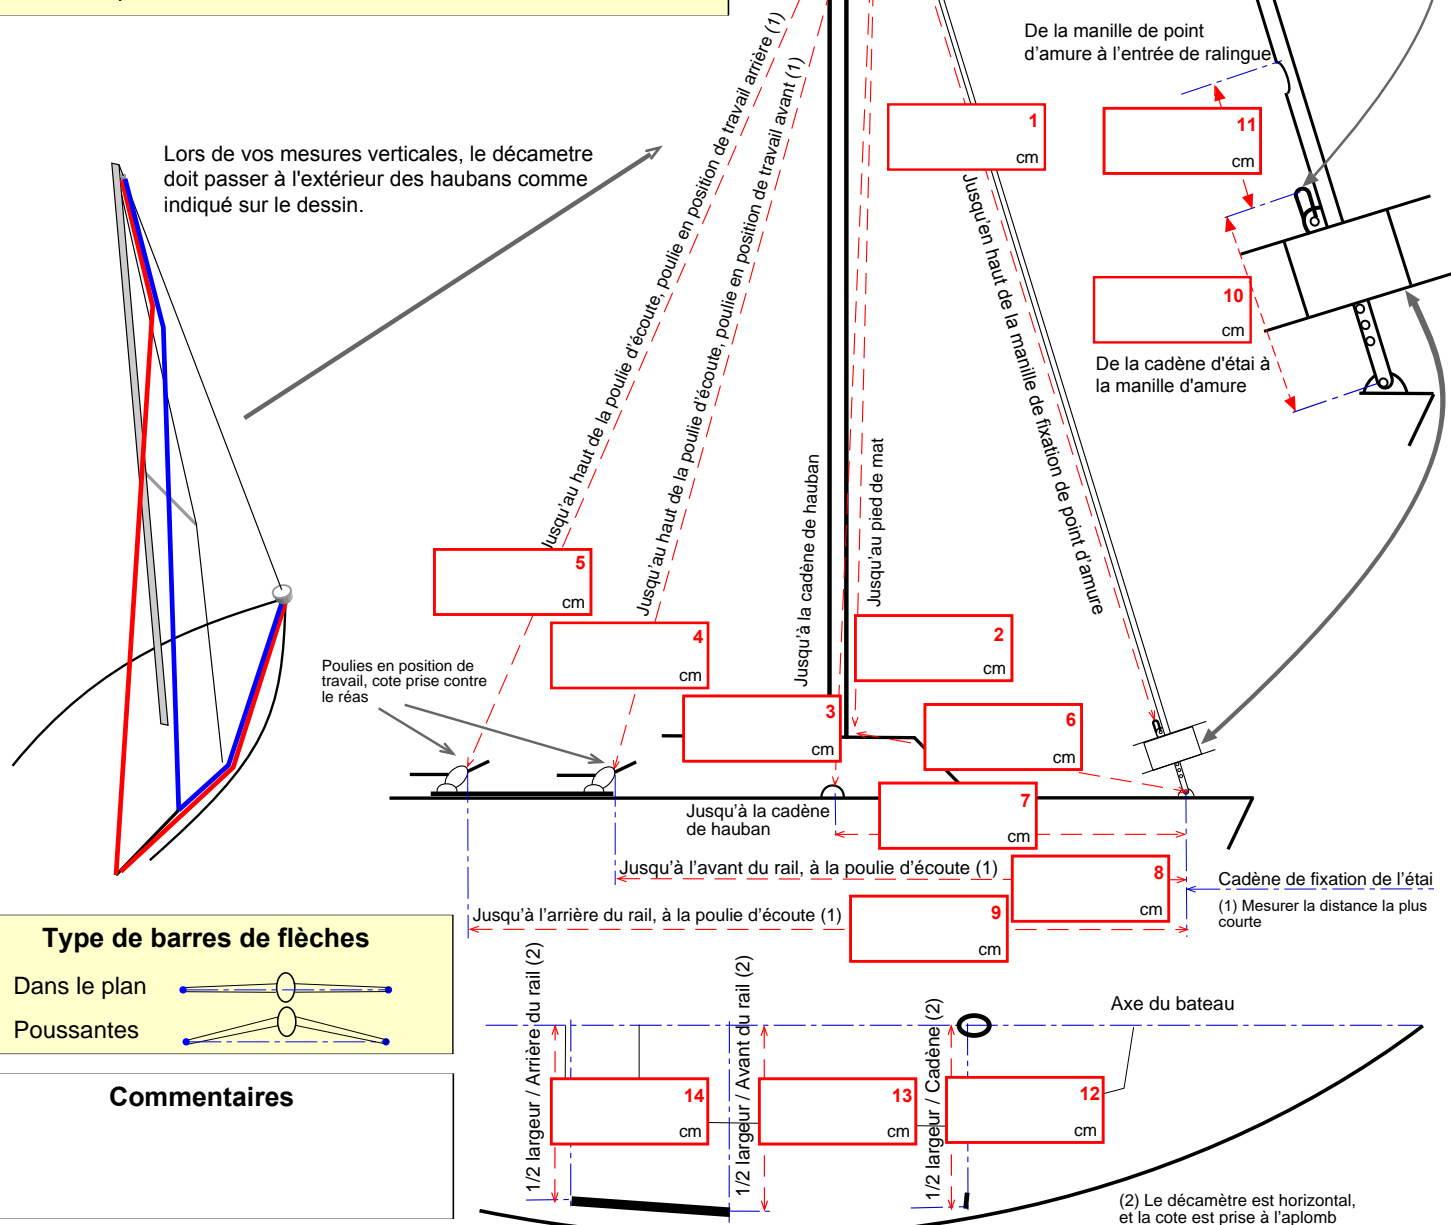 De la manille de point
d'amure à l'entrée de ralingue
Lors de vos mesures verticales, le décametre
doit passer à l'extérieur des haubans comme
indiqué sur le dessin.
Jusqu'au haut de la poulie d'écoute, poulie en position de travail arrière (1)
Jusqu'au haut de la poulie d'écoute, poulie en position de travail avant (1)
1
cm
11
cm
Jusqu'en haut de la manille de fixation de point d'amure
10
cm
De la cadène d'étai à
la manille d'amure
Jusqu'à la cadène de hauban
Jusqu'au pied de mat
5
cm
4
cm
2
cm
Poulies en position de
travail, cote prise contre
le réas
3
cm
6
cm
7
cm
Jusqu'à la cadène
de hauban
Jusqu'à l'avant du rail, à la poulie d'écoute (1)
8
cm
Cadène de fixation de l'étai
(1) Mesurer la distance la plus
courte
Jusqu'à l'arrière du rail, à la poulie d'écoute (1)
9
cm
Type de barres de flèches
Dans le plan
Poussantes
Commentaires
1/2 largeur / Arrière du rail (2)
1/2 largeur / Avant du rail (2)
1/2 largeur / Cadène (2)
Axe du bateau
14
cm
13
cm
12
cm
(2) Le décamètre est horizontal,
et la cote est prise à l'aplomb